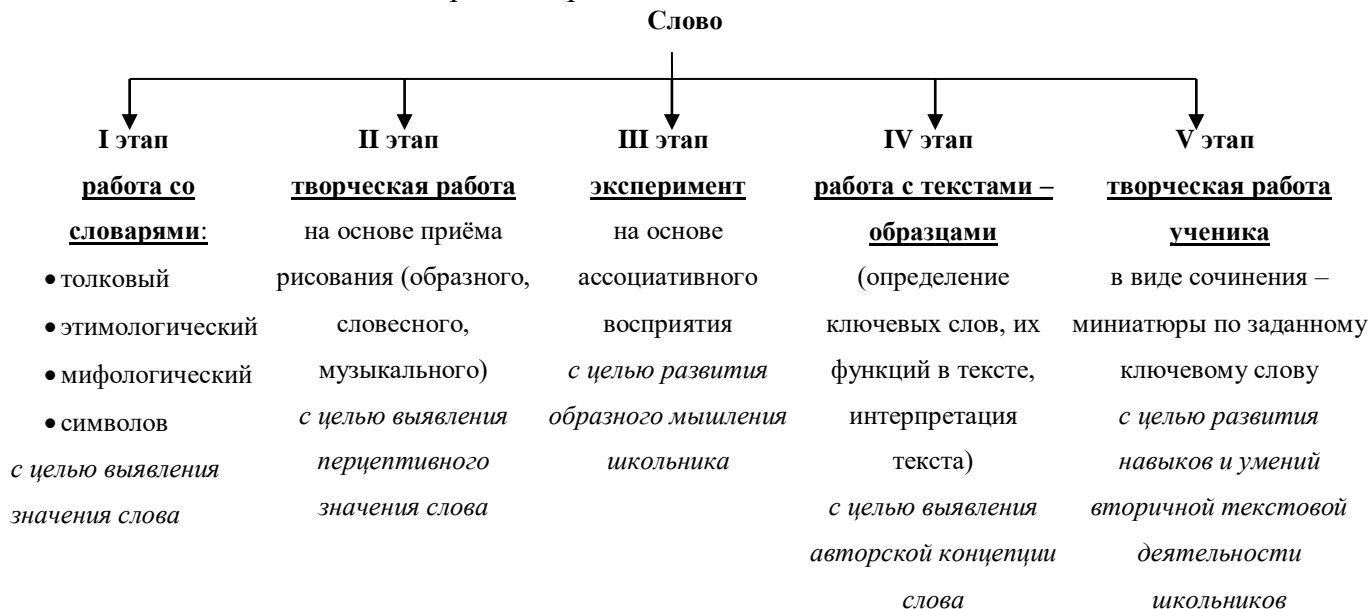 Слово
I этап
работа со
словарями:
• толковый
• этимологический
• мифологический
• символов
с целью выявления
значения слова
II этап
творческая работа
на основе приёма
рисования (образного,
словесного,
музыкального)
с целью выявления
перцептивного
значения слова
III этап
эксперимент
на основе
ассоциативного
восприятия
с целью развития
образного мышления
школьника
IV этап
работа с текстами –
образцами
(определение
ключевых слов, их
функций в тексте,
интерпретация
текста)
с целью выявления
авторской концепции
слова
V этап
творческая работа
ученика
в виде сочинения –
миниатюры по заданному
ключевому слову
с целью развития
навыков и умений
вторичной текстовой
деятельности
школьников